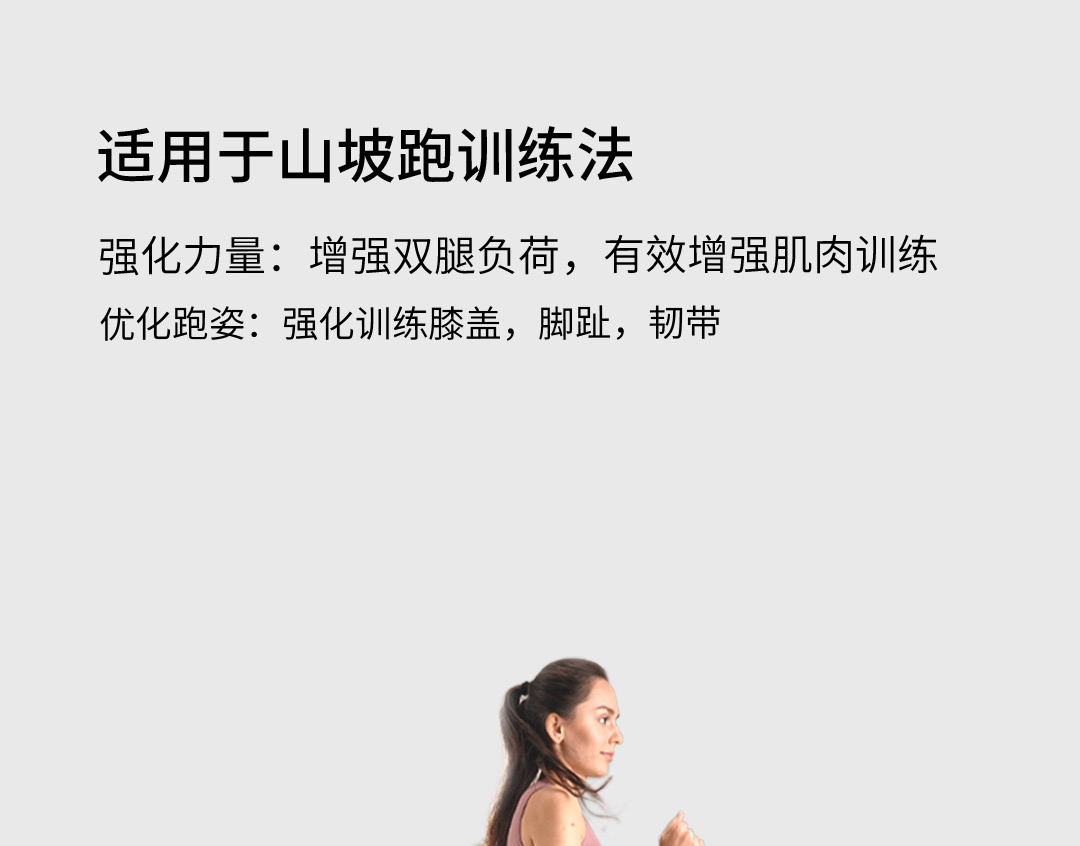 适用于山坡跑训练法
强化力量：增强双腿负荷，有效增强肌肉训练
优化跑姿：强化训练膝盖，脚趾，韧带